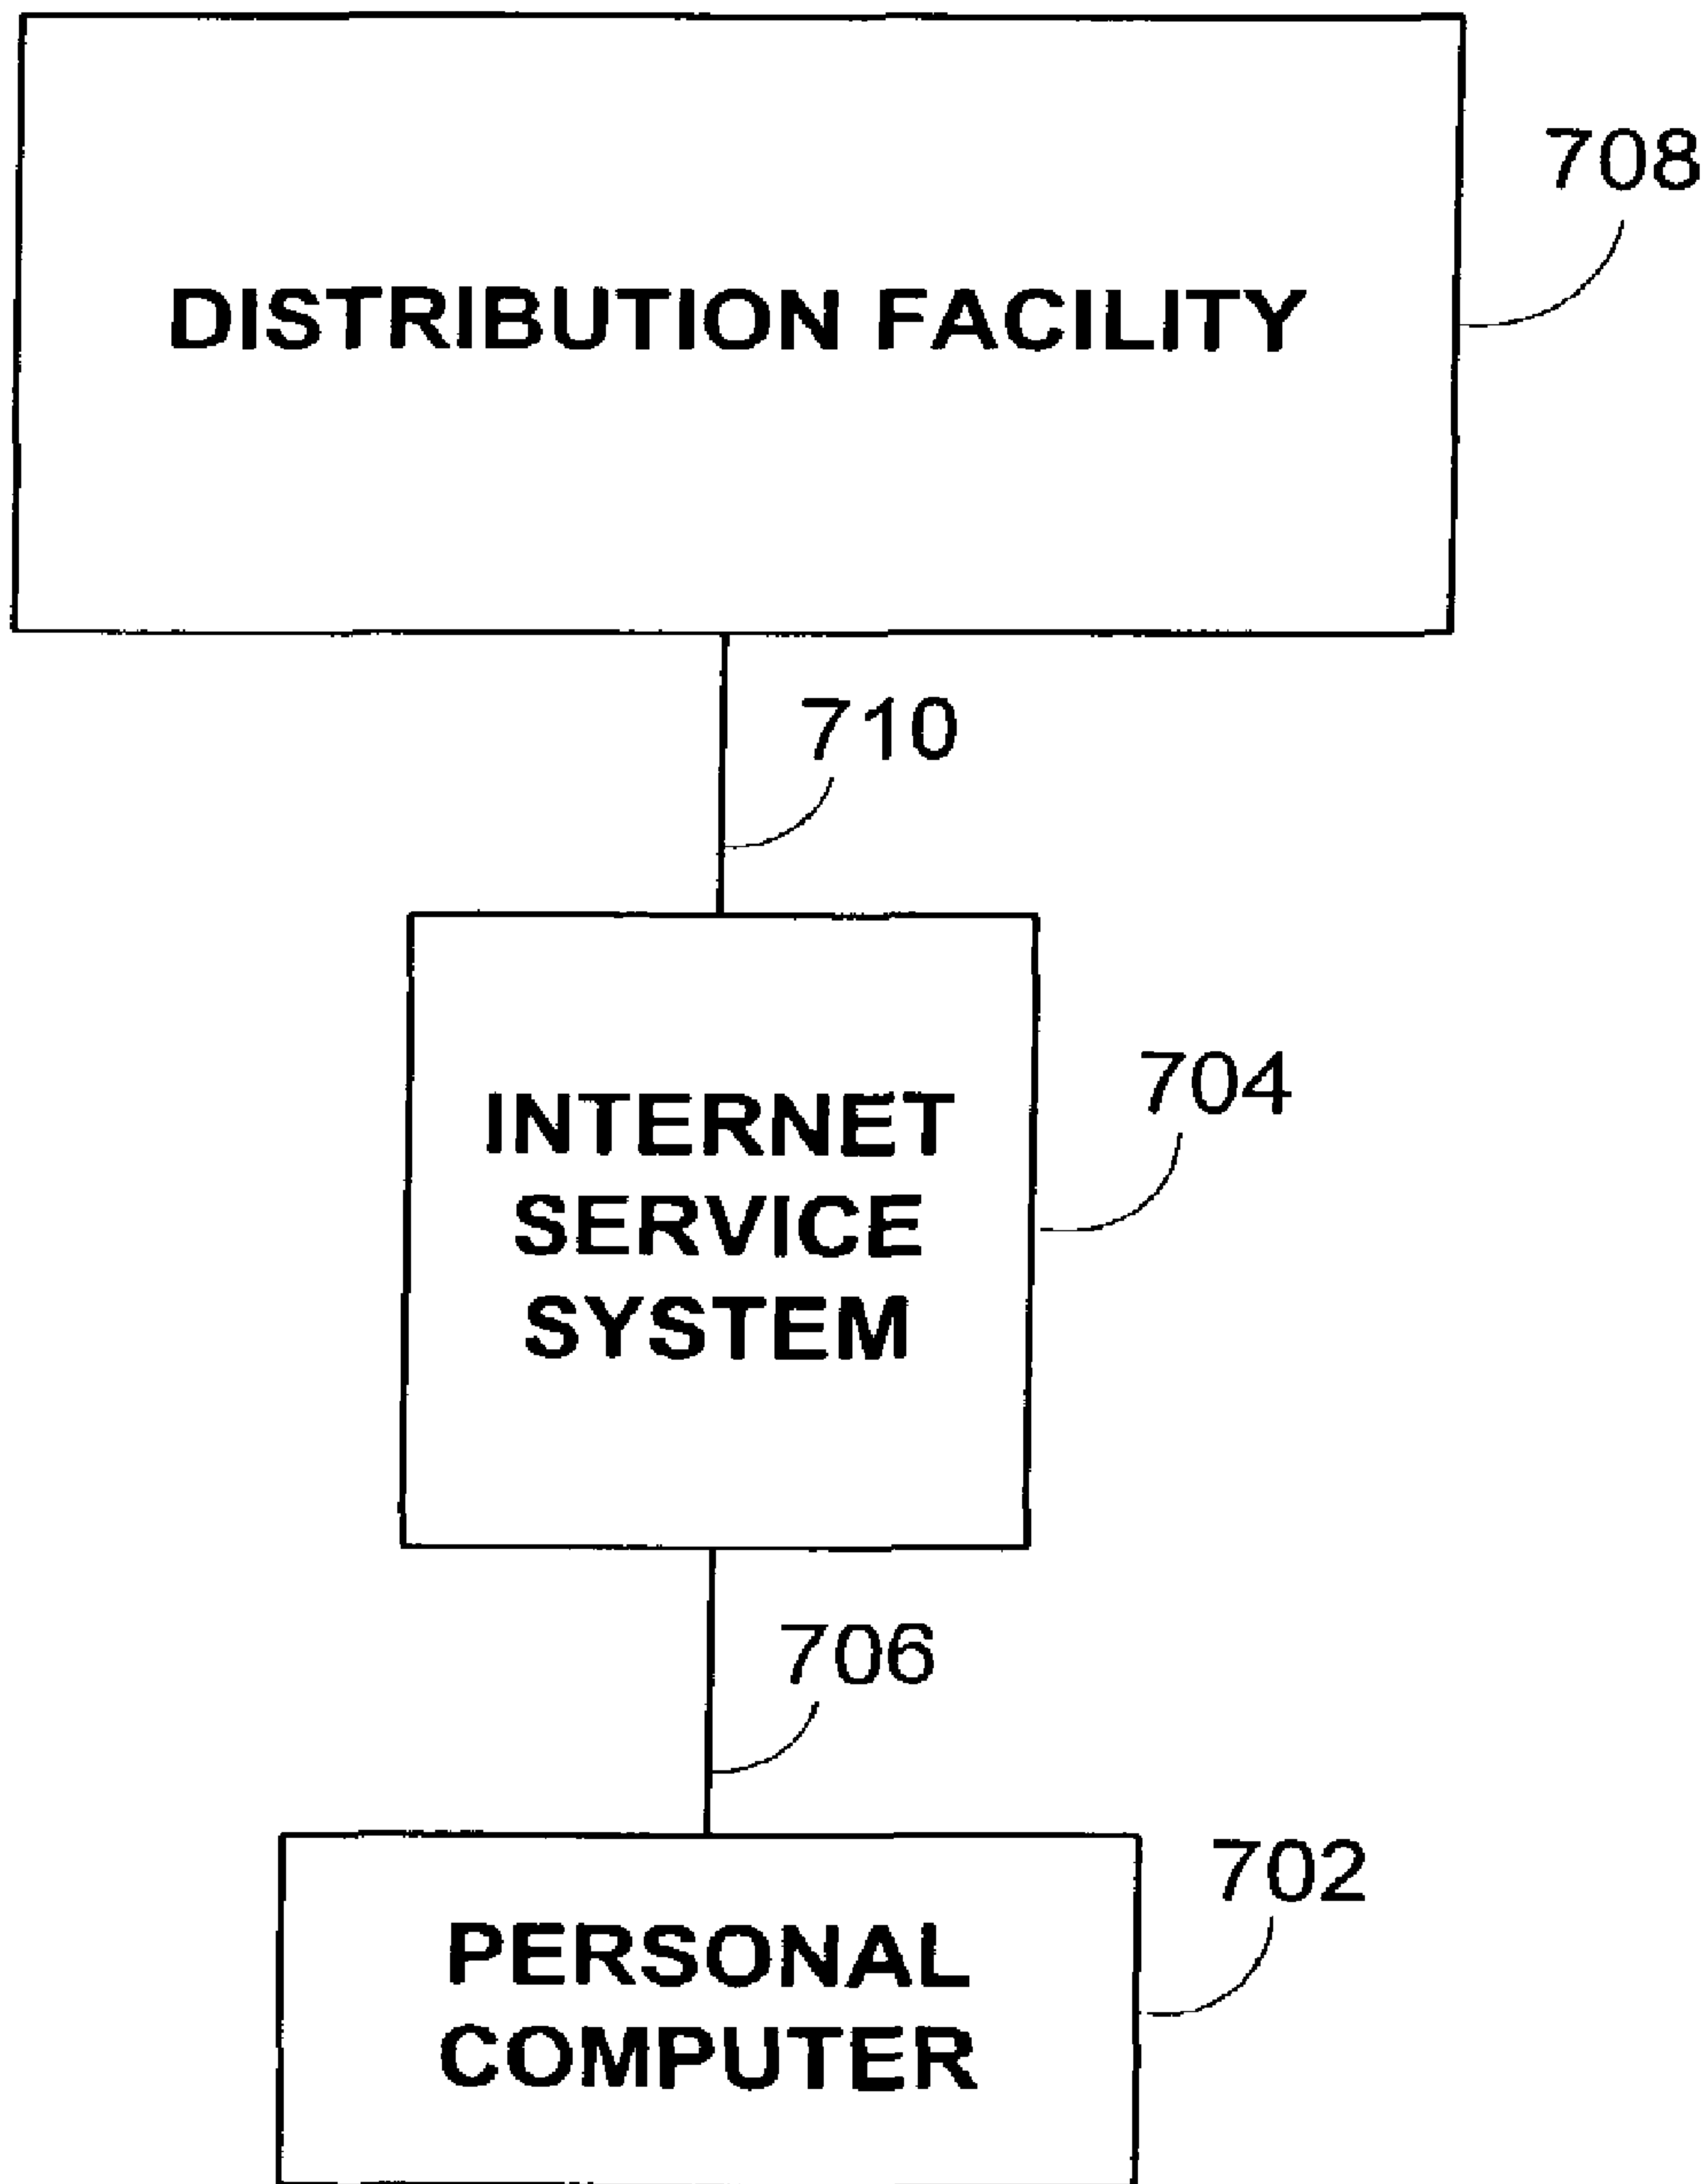 708
DISTRIBUTION FACILITY
710
704
INTERNET
SERVICE
SYSTEM
706
702
PERSONAL
COMPUTER